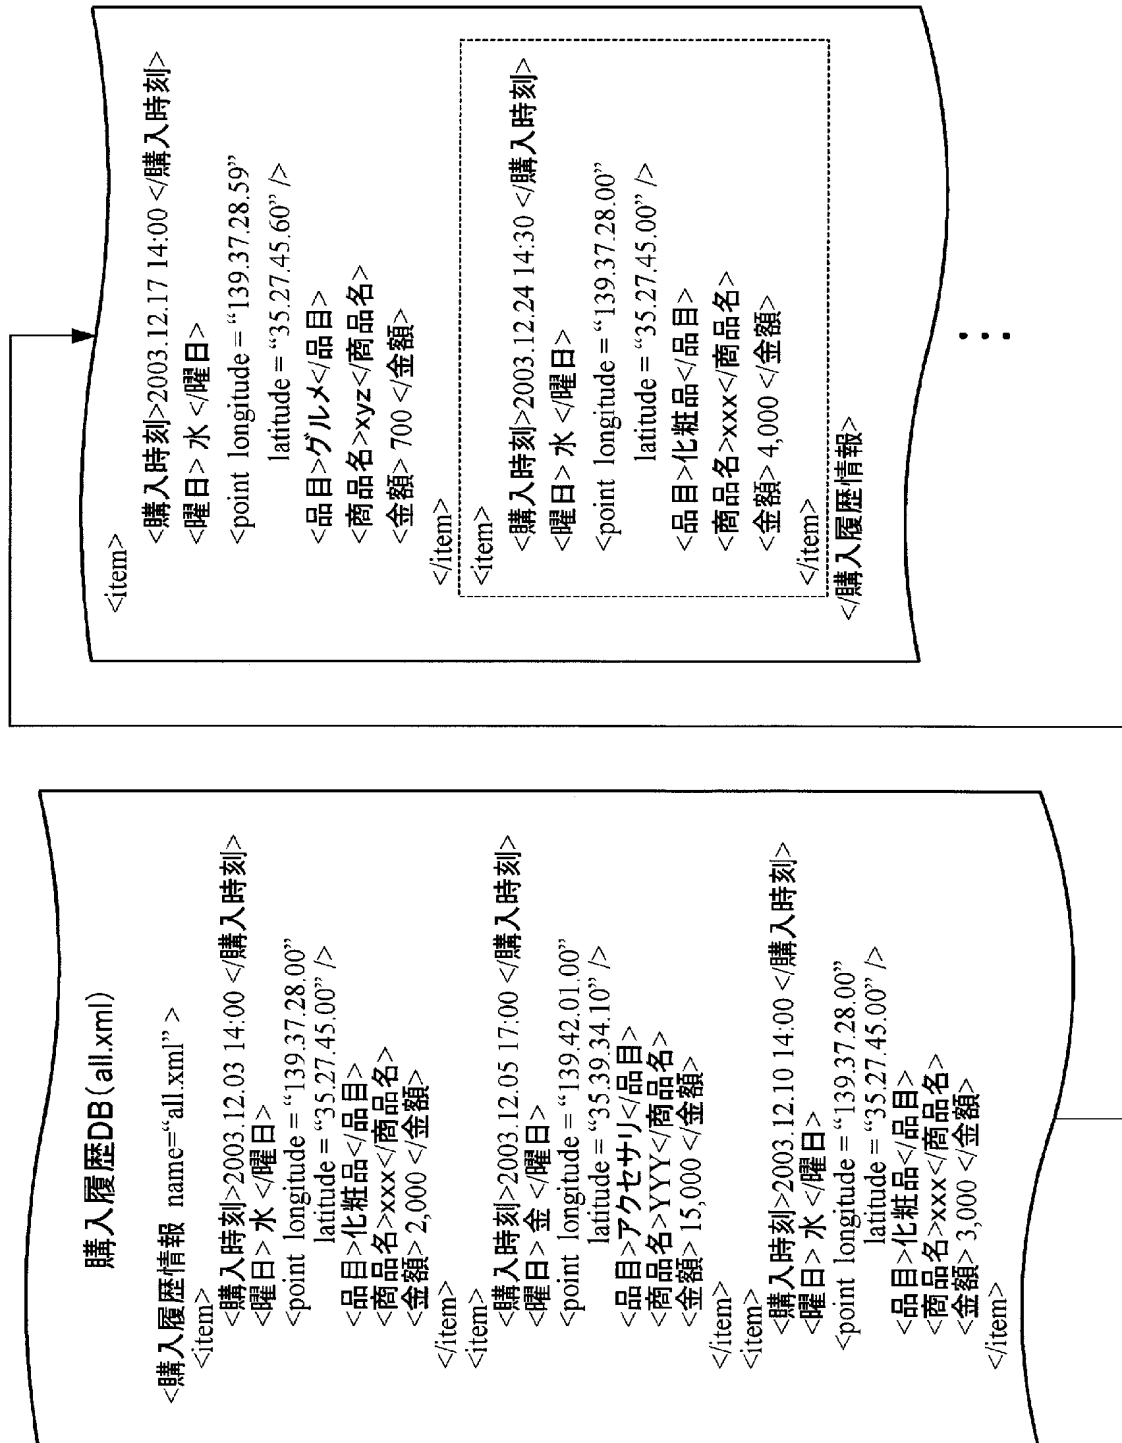 購入履歴DB(all.xml)
<購入履歴情報 name=“all.xml” >
<item>
<購入時刻>2003.12.03 14:00 </購入時刻>
<曜日> 水 </曜日>
<point longitude = “139.37.28.00”
latitude = “35.27.45.00” />
<品目>化粧品</品目>
<商品名>xxx</商品名>
<金額> 2,000 </金額>
</item>
<item>
<購入時刻>2003.12.05 17:00 </購入時刻>
<曜日> 金 </曜日>
<point longitude = “139.42.01.00”
latitude = “35.39.34.10” />
<品目>アクセサリ</品目>
<商品名>YYY</商品名>
<金額> 15,000 </金額>
</item>
<item>
<購入時刻>2003.12.10 14:00 </購入時刻>
<曜日> 水 </曜日>
<point longitude = “139.37.28.00”
latitude = “35.27.45.00” />
<品目>化粧品</品目>
<商品名>xxx</商品名>
<金額> 3,000 </金額>
</item>
<item>
<購入時刻>2003.12.17 14:00 </購入時刻>
<曜日> 水 </曜日>
<point longitude = “139.37.28.59”
latitude = “35.27.45.60” />
<品目>グルメ</品目>
<商品名>xyz</商品名>
<金額> 700 </金額>
</item>
<item>
<購入時刻>2003.12.24 14:30 </購入時刻>
<曜日> 水 </曜日>
<point longitude = “139.37.28.00”
latitude = “35.27.45.00” />
<品目>化粧品</品目>
<商品名>xxx</商品名>
<金額> 4,000 </金額>
</item>
</購入履歴情報>